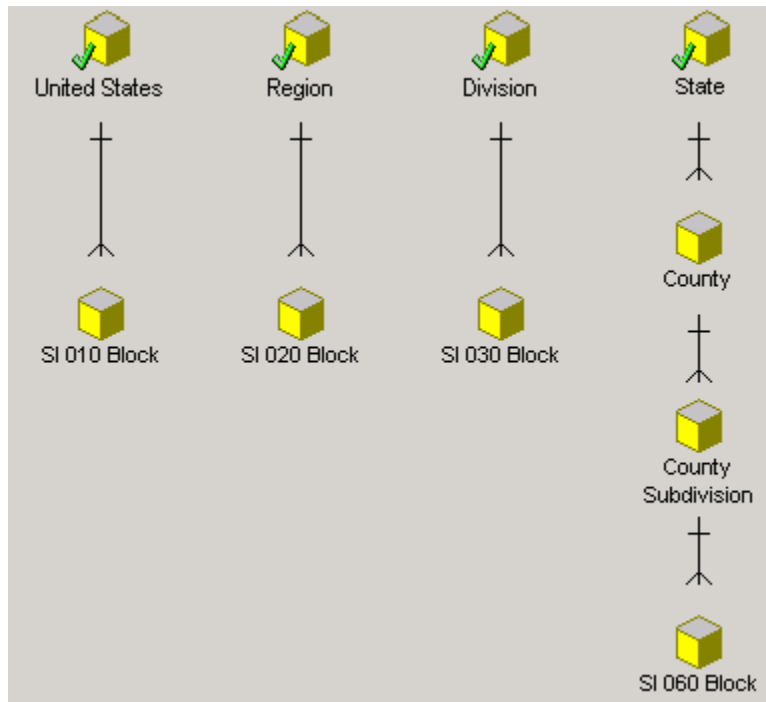 United States
Region
Division
State
County
SI 010 Block
SI 020 Block
SI 030 Block
County
Subdivision
SI 060 Block